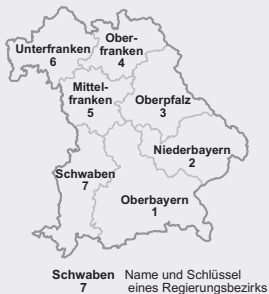 Ober-
franken
4
Unterfranken
6
Mittel-
franken
5
Oberpfalz
3
Niederbayern
2
Schwaben
7
Oberbayern
1
Schwaben Name und Schlüssel
7 eines Regierungsbezirks